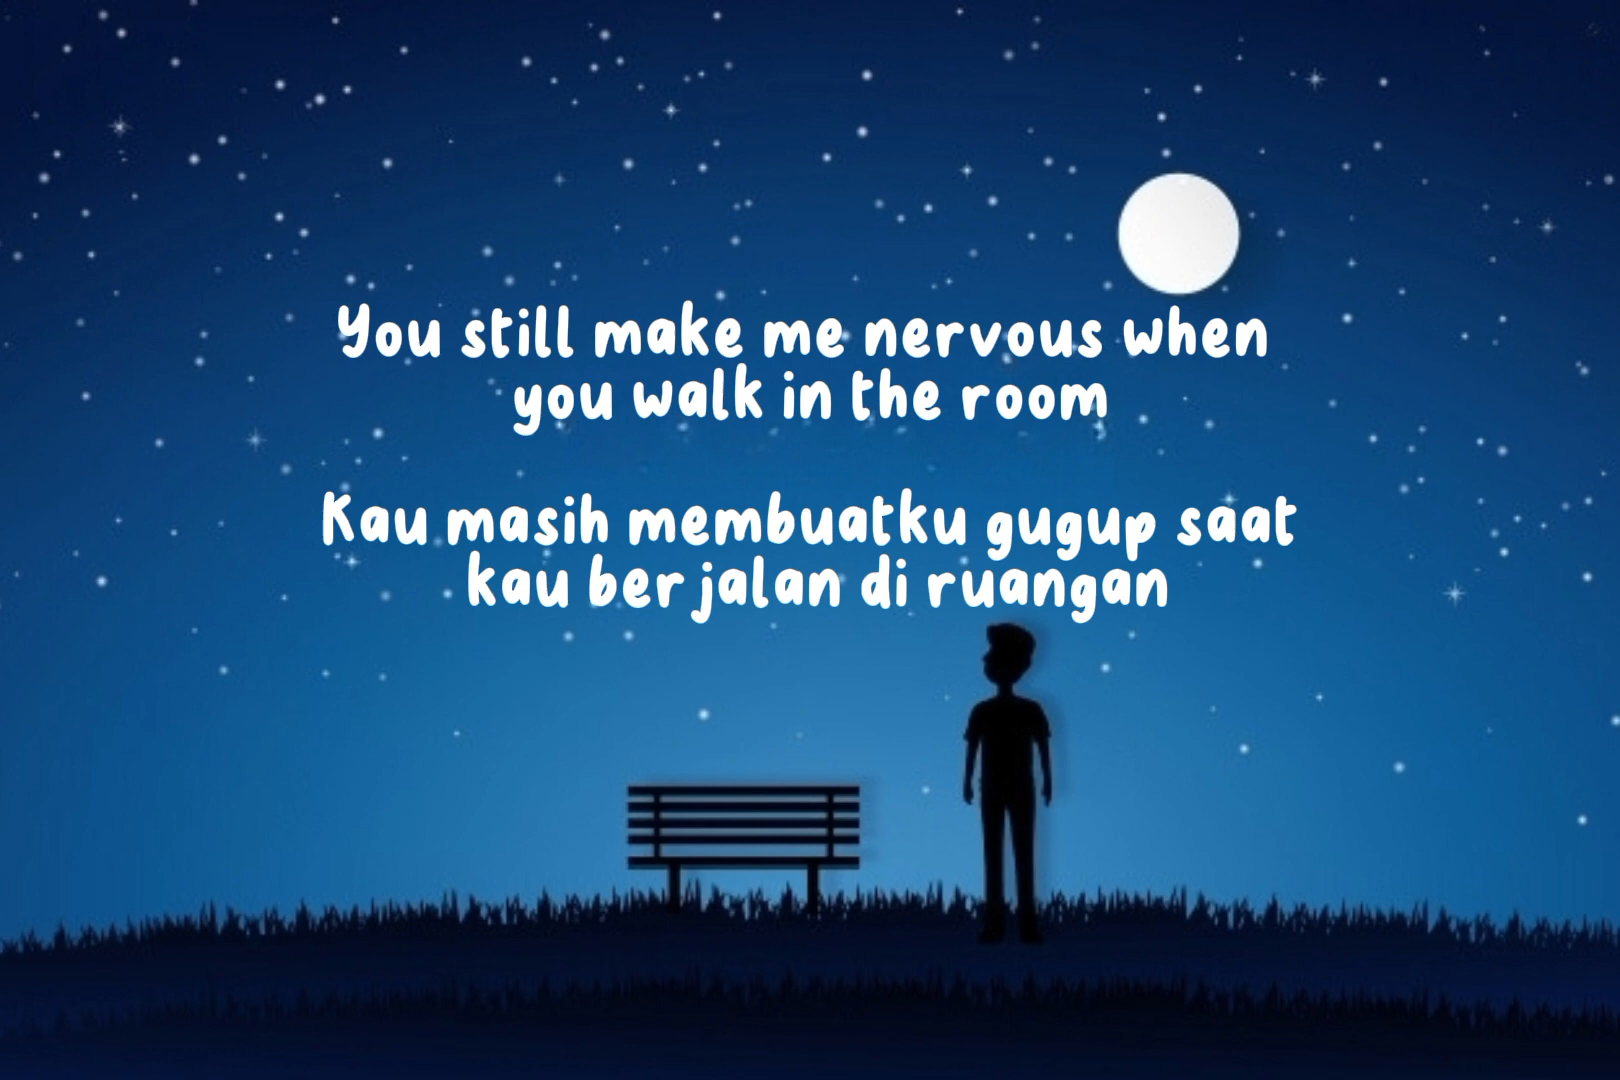 You still make me nervous when
you walk in the room
Kau masih membuatku gugup saat
kau berjalan di ruangan